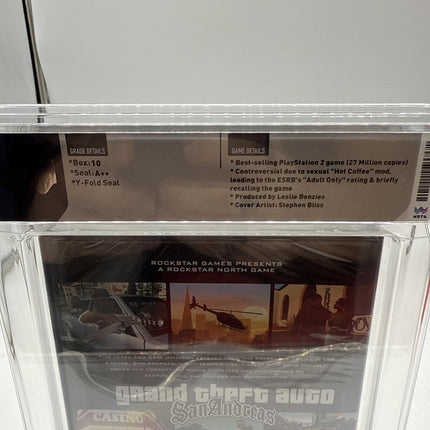 GRADE DETAILS
*Box: 10
*Seal: A++
*Y-Fold Seal
GAME DETAILS
* Best-selling PlayStation 2 game (27 Million copies)
* Controversial due to sexual "Hot Coffee" mod,
leading to the ESRB's "Adult Only" rating & briefly
recalling the game
* Produced by Leslie Benzies
* Cover Artist: Stephen Bliss
WATA
ROCKSTAR GAMES PRESENTS
A ROCKSTAR NORTH GAME
grand theft auto
San Andreas
CASINO